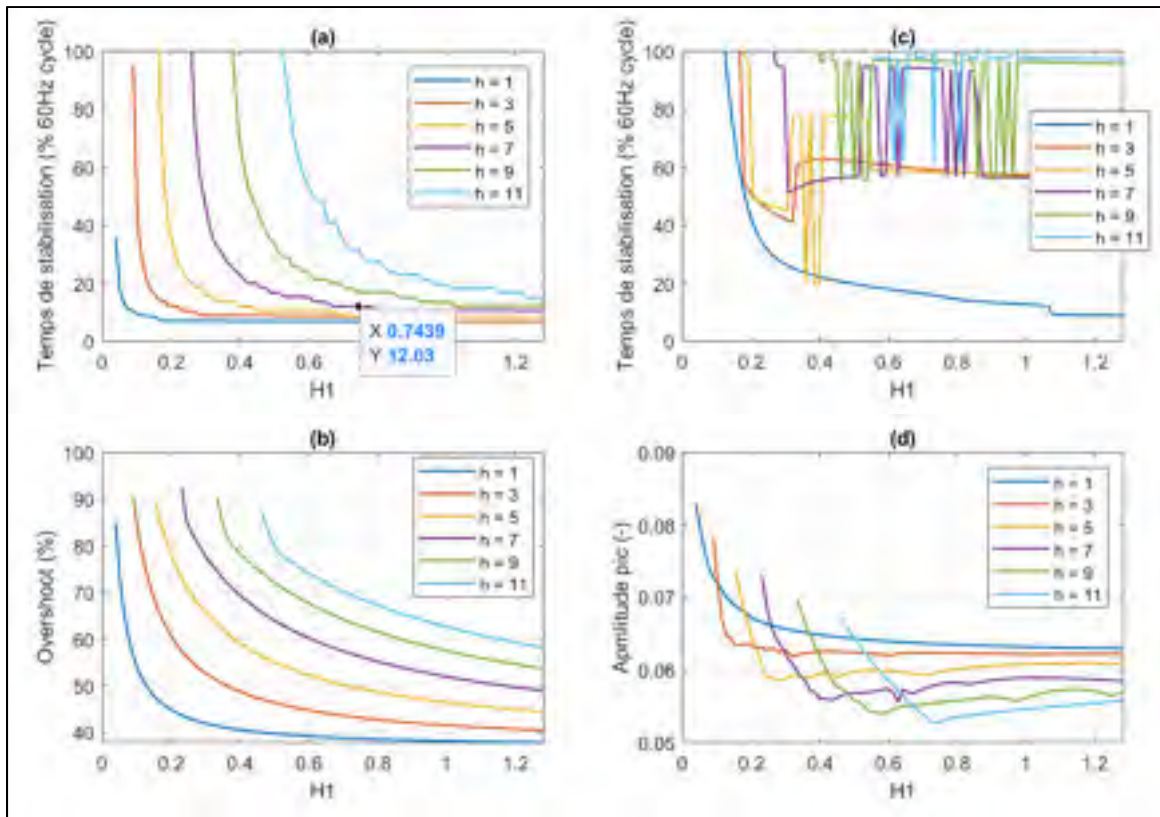 (a)
Temps de stabilisation (% 60Hz cycle)
100
80
60
40
20
0
0 0.2 0.4 0.6 0.8 1 1.2
H1
h = 1
h = 3
h = 5
h = 7
h = 9
h = 11
X 0.7439
Y 12.03
(c)
Temps de stabilisation (% 60Hz cycle)
100
80
60
40
20
0
0 0.2 0.4 0.6 0.8 1 1.2
H1
h = 1
h = 3
h = 5
h = 7
h = 9
h = 11
(b)
Overshoot (%)
100
90
80
70
60
50
40
0 0.2 0.4 0.6 0.8 1 1.2
H1
h = 1
h = 3
h = 5
h = 7
h = 9
h = 11
(d)
Apmlitude pic (-)
0.09
0.08
0.07
0.06
0.05
0 0.2 0.4 0.6 0.8 1 1.2
H1
h = 1
h = 3
h = 5
h = 7
h = 9
h = 11